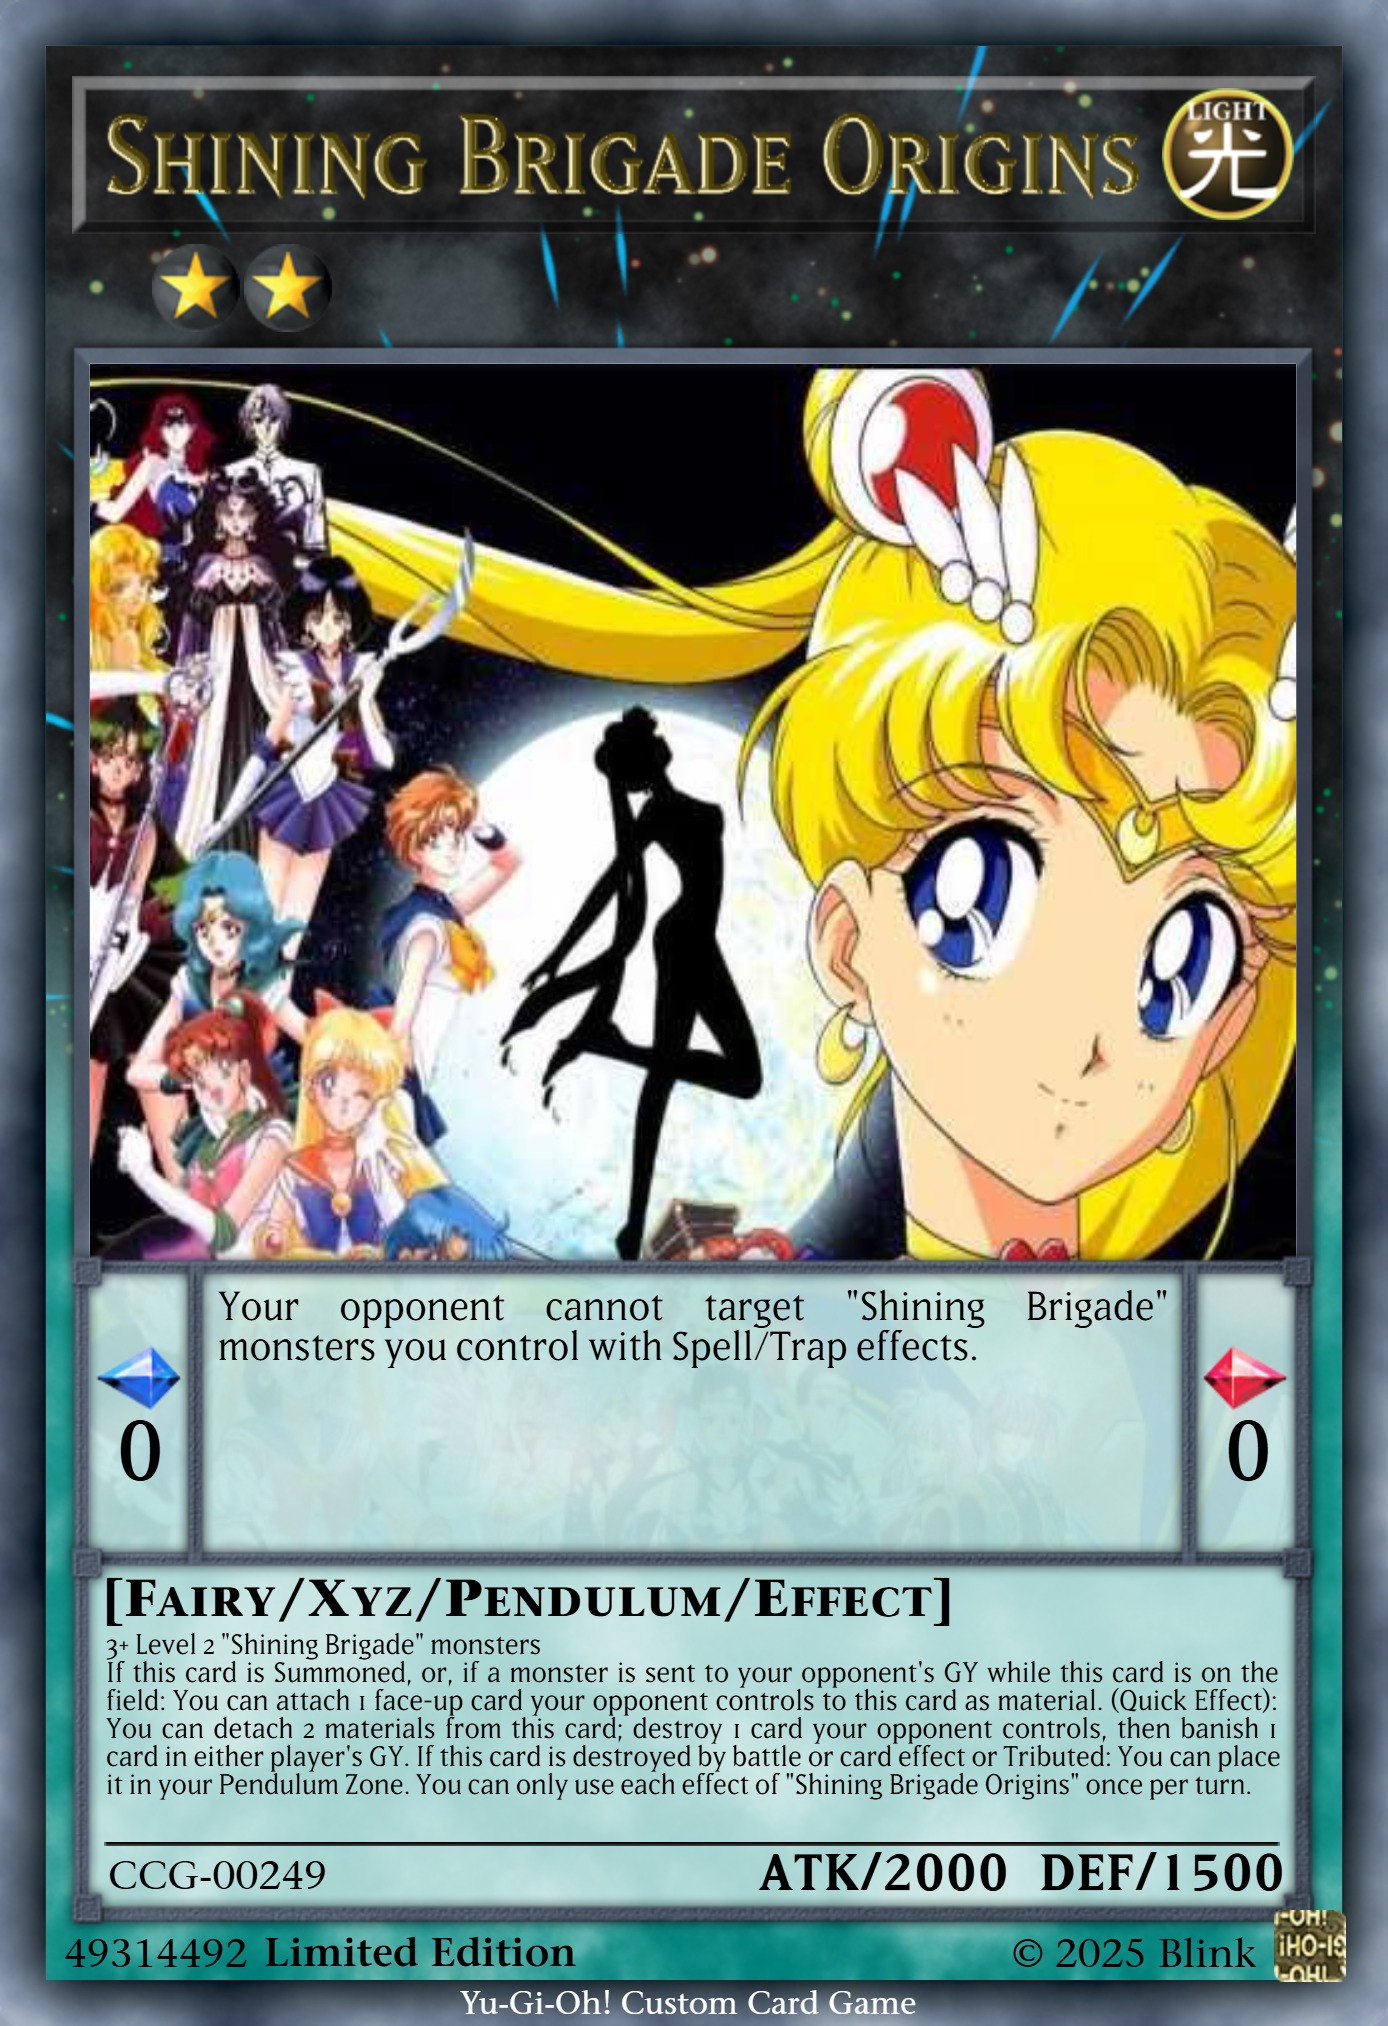 Shining Brigade Origins
LIGHT
光
Your opponent cannot target "Shining Brigade"
monsters you control with Spell/Trap effects.
0
0
[Fairy/Xyz/Pendulum/Effect]
3+ Level 2 "Shining Brigade" monsters
If this card is Summoned, or, if a monster is sent to your opponent's GY while this card is on the
field: You can attach 1 face-up card your opponent controls to this card as material. (Quick Effect):
You can detach 2 materials from this card; destroy 1 card your opponent controls, then banish 1
card in either player's GY. If this card is destroyed by battle or card effect or Tributed: You can place
it in your Pendulum Zone. You can only use each effect of "Shining Brigade Origins" once per turn.
CCG-00249
ATK/2000 DEF/1500
49314492 Limited Edition
© 2025 Blink
Yu-Gi-Oh! Custom Card Game